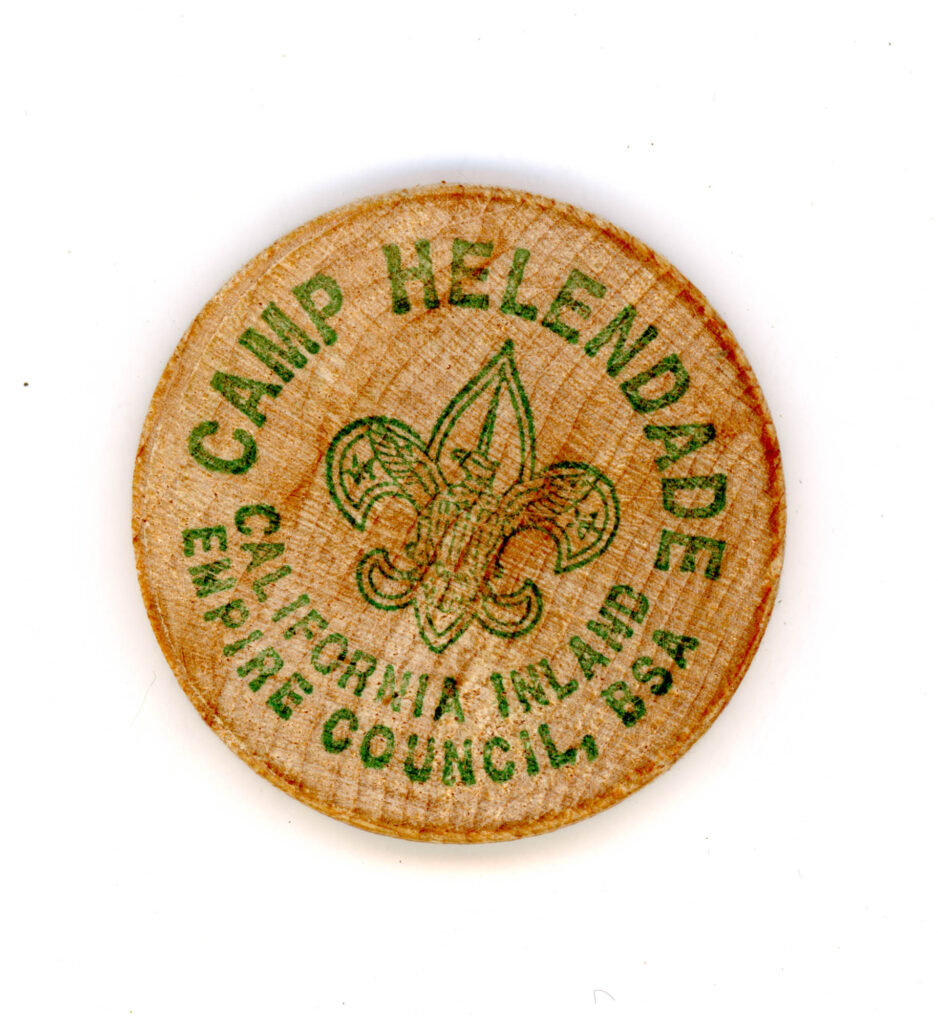 CAMP HELENDADE
CALIFORNIA INLAND
EMPIRE COUNCIL, BSA